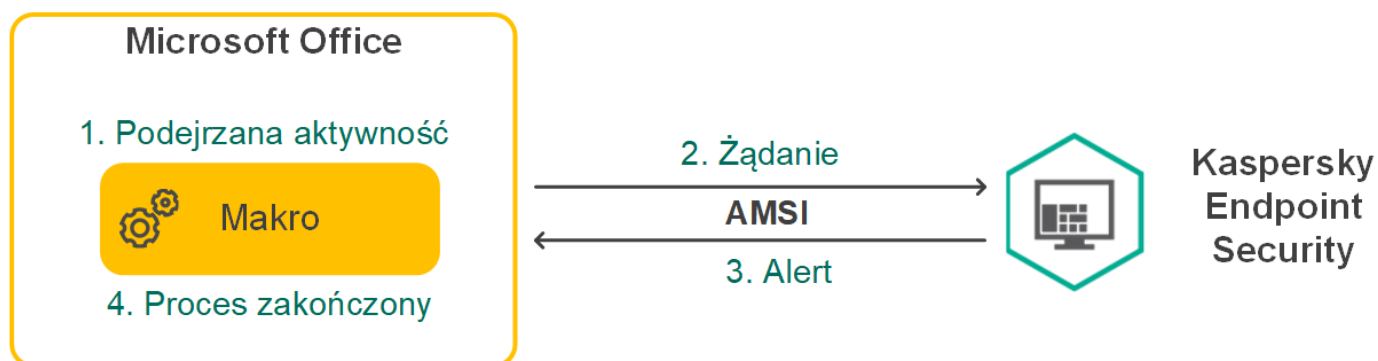 Microsoft Office
1. Podejrzana aktywność
Makro
4. Proces zakończony
2. Żądanie
AMSI
3. Alert
Kaspersky
Endpoint
Security